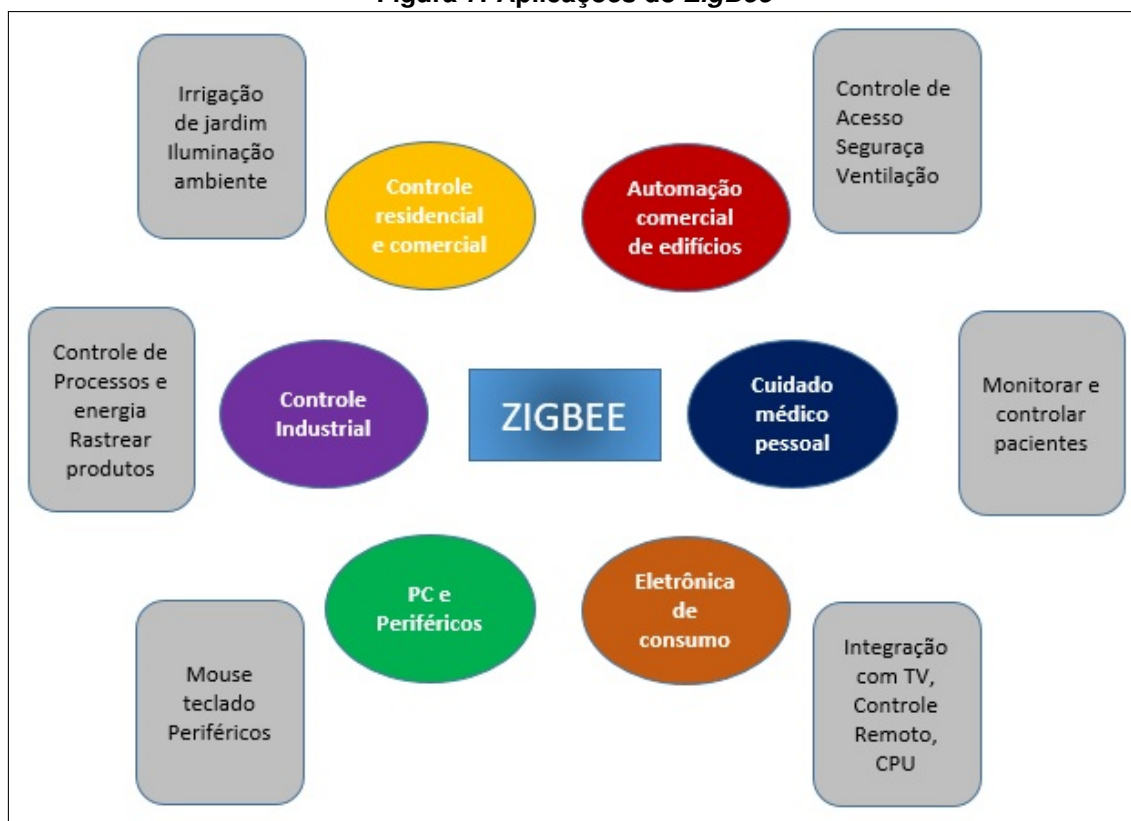 Figura 7: Aplicações do ZigBee
Irrigação
de jardim
Iluminação
ambiente
Controle
residencial
e comercial
Automação
comercial
de edifícios
Controle de
Acesso
Seguraça
Ventilação
Controle de
Processos e
energia
Rastrear
produtos
Controle
Industrial
ZIGBEE
Cuidado
médico
pessoal
Monitorar e
controlar
pacientes
Mouse
teclado
Periféricos
PC e
Periféricos
Eletrônica
de
consumo
Integração
com TV,
Controle
Remoto,
CPU